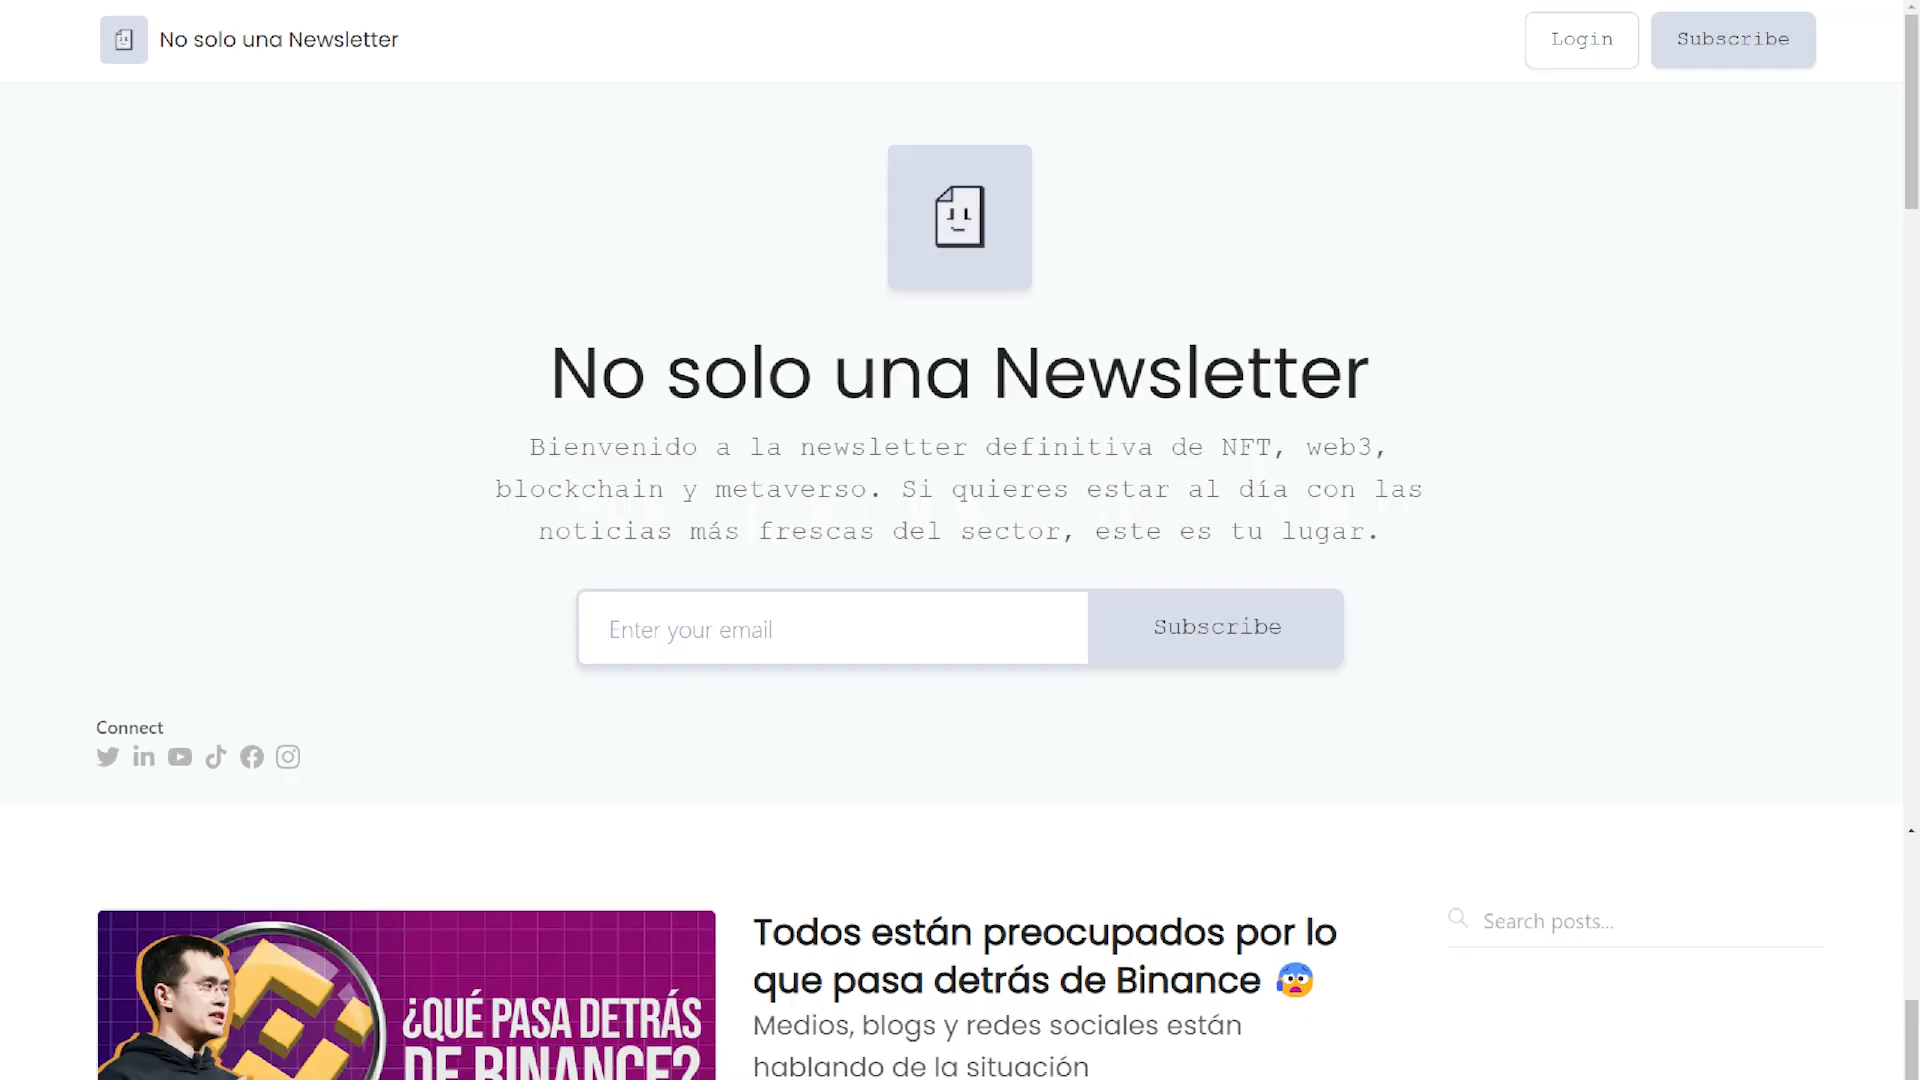 No solo una Newsletter
Login
Subscribe
No solo una Newsletter
Bienvenido a la newsletter definitiva de NFT, web3,
blockchain y metaverso. Si quieres estar al día con las
noticias más frescas del sector, este es tu lugar.
Enter your email
Subscribe
Connect
¿QUÉ PASA DETRÁS
DE BINANCE?
Todos están preocupados por lo
que pasa detrás de Binance 😰
Medios, blogs y redes sociales están
hablando de la situación
Search posts...